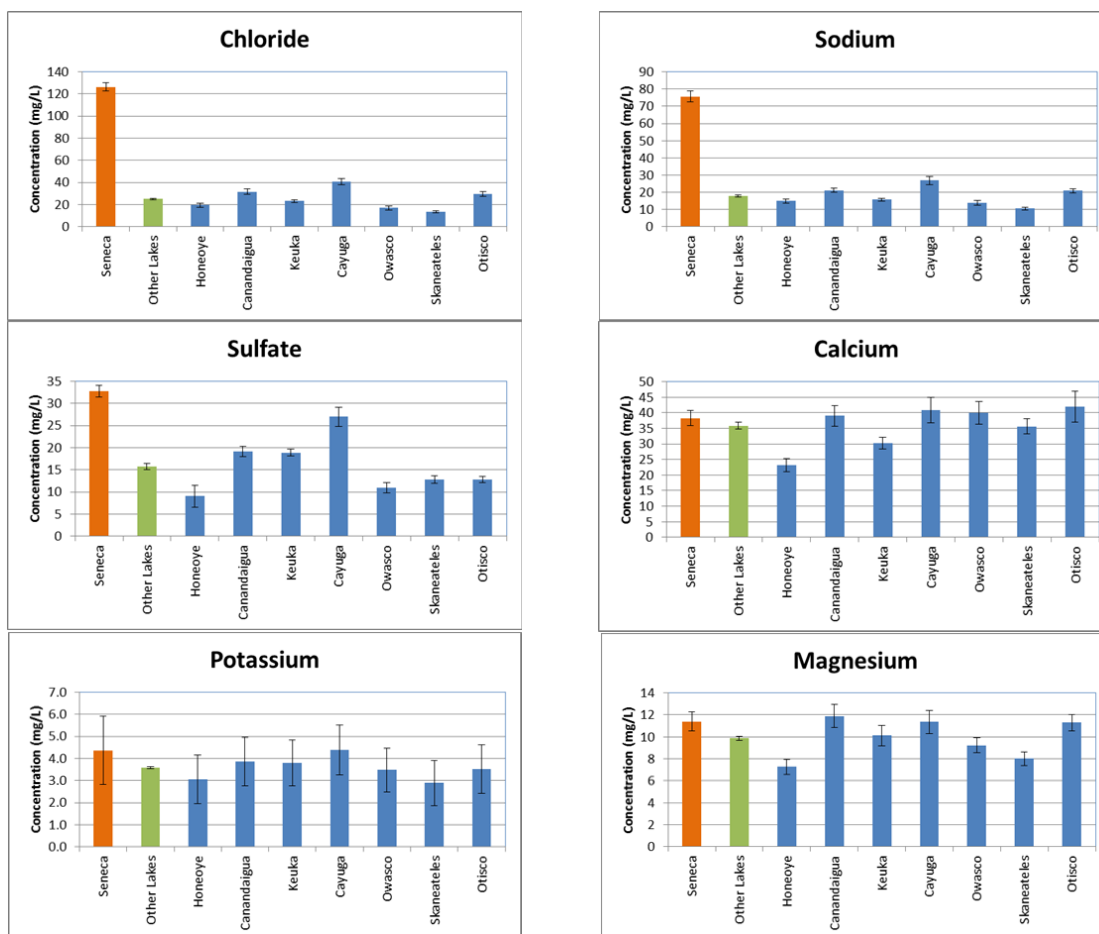 Chloride
Concentration (mg/L)
140
120
100
80
60
40
20
0
Seneca
Other Lakes
Honeoye
Canandaigua
Keuka
Cayuga
Owasco
Skaneateles
Otisco
Sodium
Concentration (mg/L)
90
80
70
60
50
40
30
20
10
0
Seneca
Other Lakes
Honeoye
Canandaigua
Keuka
Cayuga
Owasco
Skaneateles
Otisco
Sulfate
Concentration (mg/L)
35
30
25
20
15
10
5
0
Seneca
Other Lakes
Honeoye
Canandaigua
Keuka
Cayuga
Owasco
Skaneateles
Otisco
Calcium
Concentration (mg/L)
50
45
40
35
30
25
20
15
10
5
0
Seneca
Other Lakes
Honeoye
Canandaigua
Keuka
Cayuga
Owasco
Skaneateles
Otisco
Potassium
Concentration (mg/L)
7.0
6.0
5.0
4.0
3.0
2.0
1.0
0.0
Seneca
Other Lakes
Honeoye
Canandaigua
Keuka
Cayuga
Owasco
Skaneateles
Otisco
Magnesium
Concentration (mg/L)
14
12
10
8
6
4
2
0
Seneca
Other Lakes
Honeoye
Canandaigua
Keuka
Cayuga
Owasco
Skaneateles
Otisco